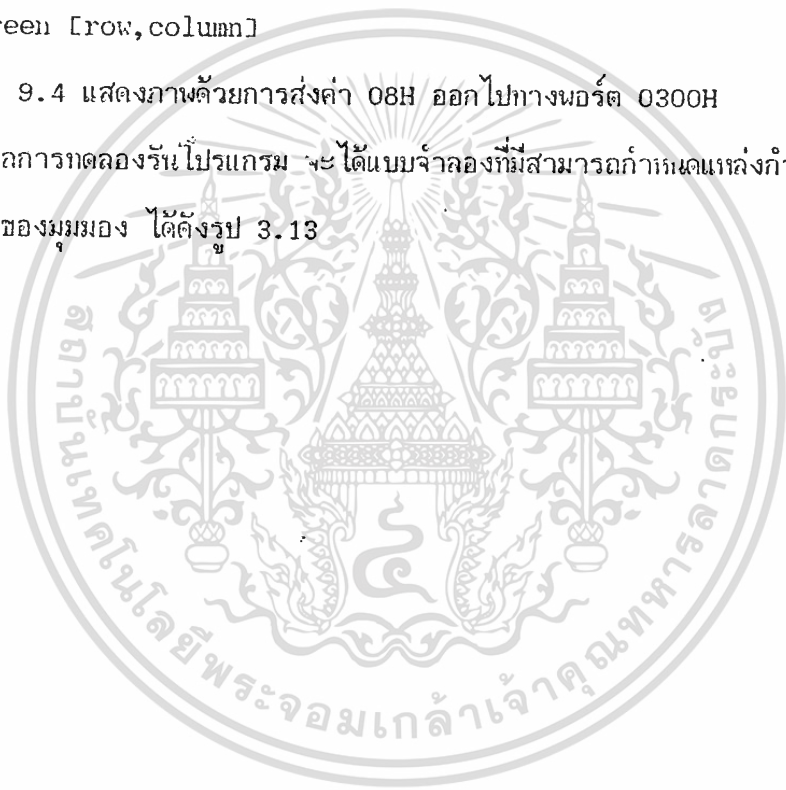 reen [row,column]
9.4 แสดงภาพด้วยการส่งค่า 08H ออกไปทางพอร์ต 0300H
ลการทดลองรันโปรแกรม จะได้แบบจำลองที่มีสามารถกำหนดแหล่งกำ
ของมุมมอง ได้ดังรูป 3.13
สถาบันเทคโนโลยีพระจอมเกล้าเจ้าคุณทหารลาดกระบัง